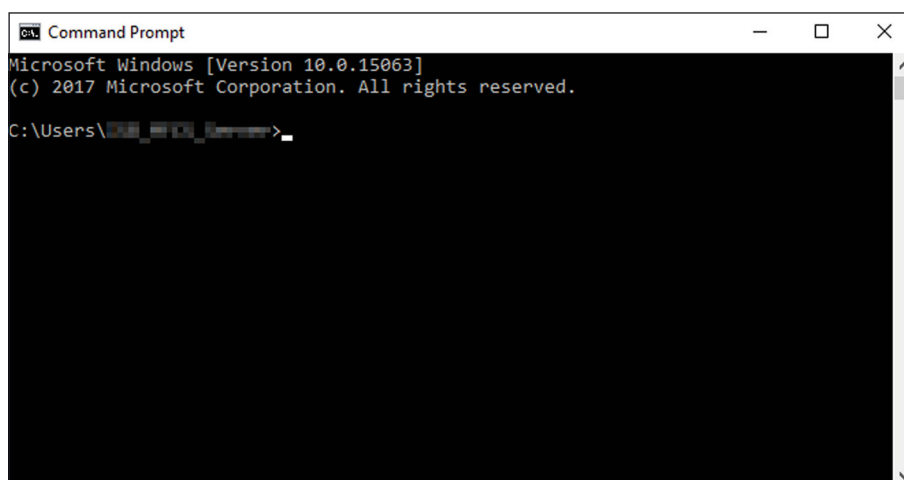 Command Prompt
Microsoft Windows [Version 10.0.15063]
(c) 2017 Microsoft Corporation. All rights reserved.
C:\Users\ >